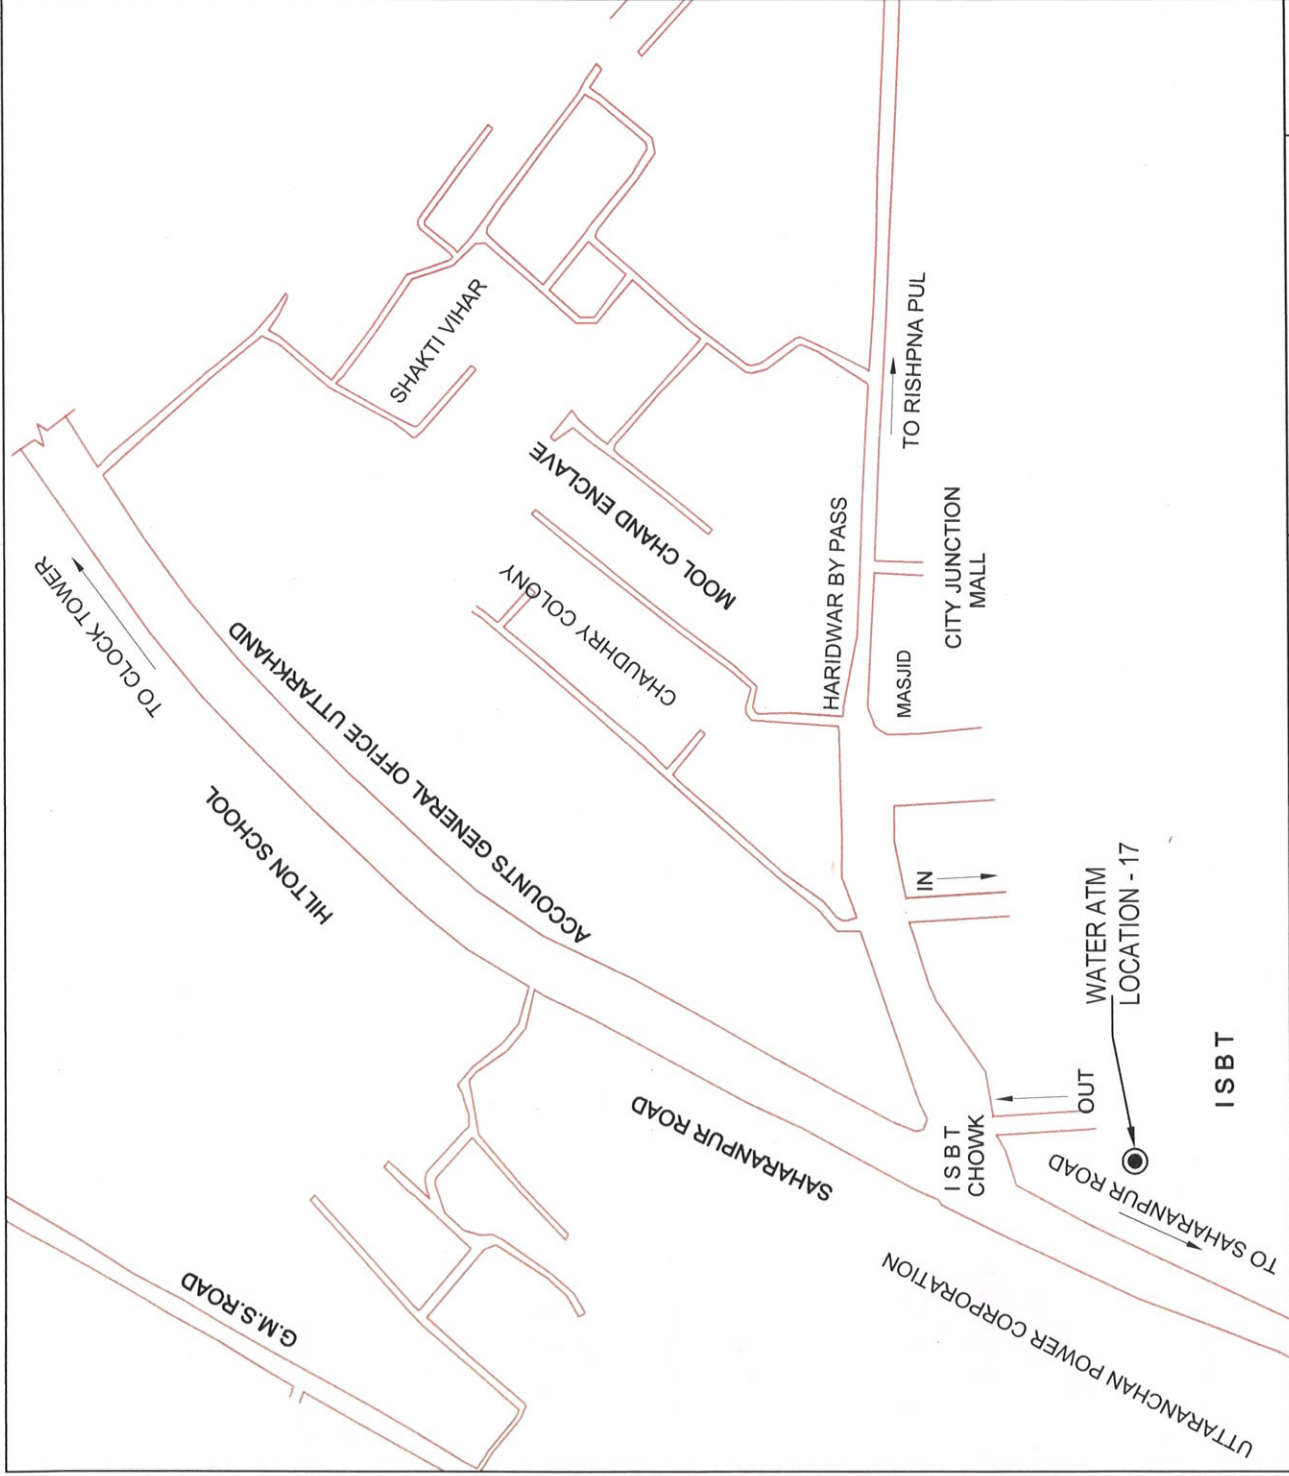 TO CLOCK TOWER
HILTON SCHOOL
ACCOUNTS GENERAL OFFICE UTTARKHAND
SHAKTI VIHAR
MOOL CHAND ENCLAVE
CHAUDHRY COLONY
HARIDWAR BY PASS
TO RISHPNA PUL
CITY JUNCTION
MALL
MASJID
IN
WATER ATM
LOCATION - 17
OUT
I S B T
CHOWK
I S B T
SAHARANPUR ROAD
TO SAHARANPUR ROAD
UTTARANCHAN POWER CORPORATION
G.M.S.ROAD